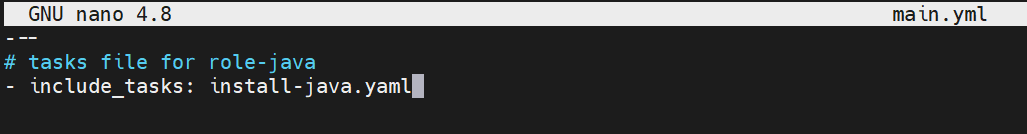 GNU nano 4.8 main.yml
---
# tasks file for role-java
- include_tasks: install-java.yaml